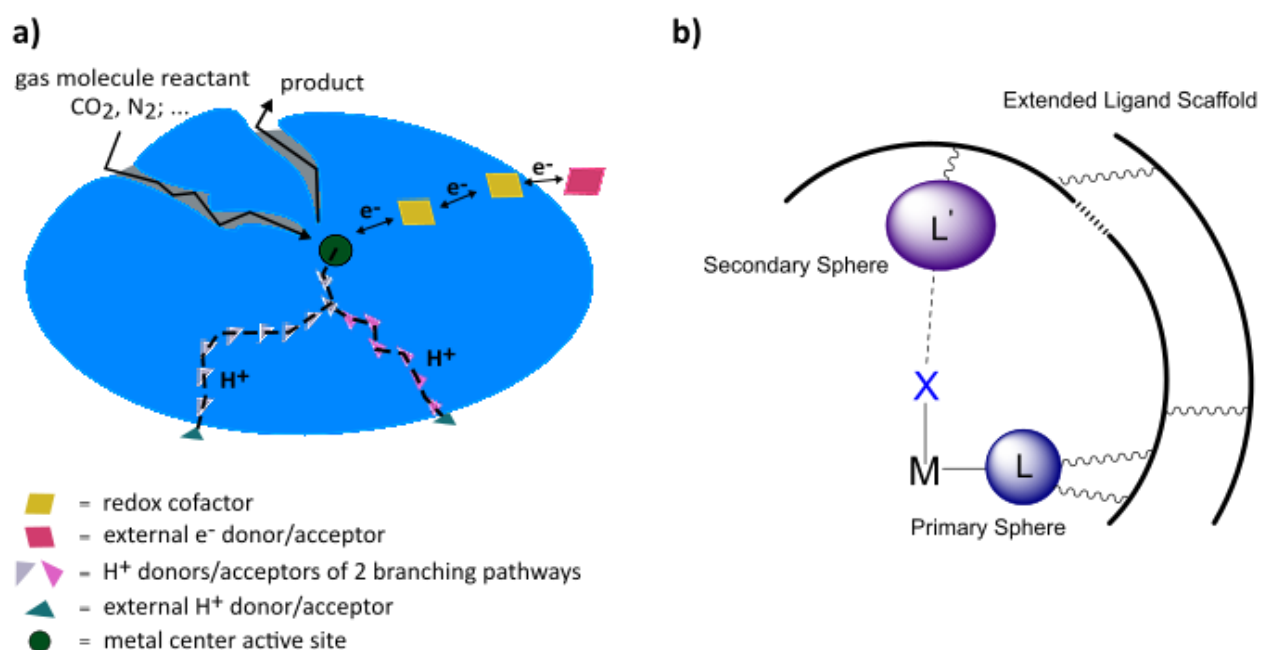 a)
gas molecule reactant
CO2, N2; ...
product
e-
e-
e-
H+
H+
= redox cofactor
= external e- donor/acceptor
= H+ donors/acceptors of 2 branching pathways
= external H+ donor/acceptor
= metal center active site
b)
Extended Ligand Scaffold
L'
Secondary Sphere
X
M
L
Primary Sphere